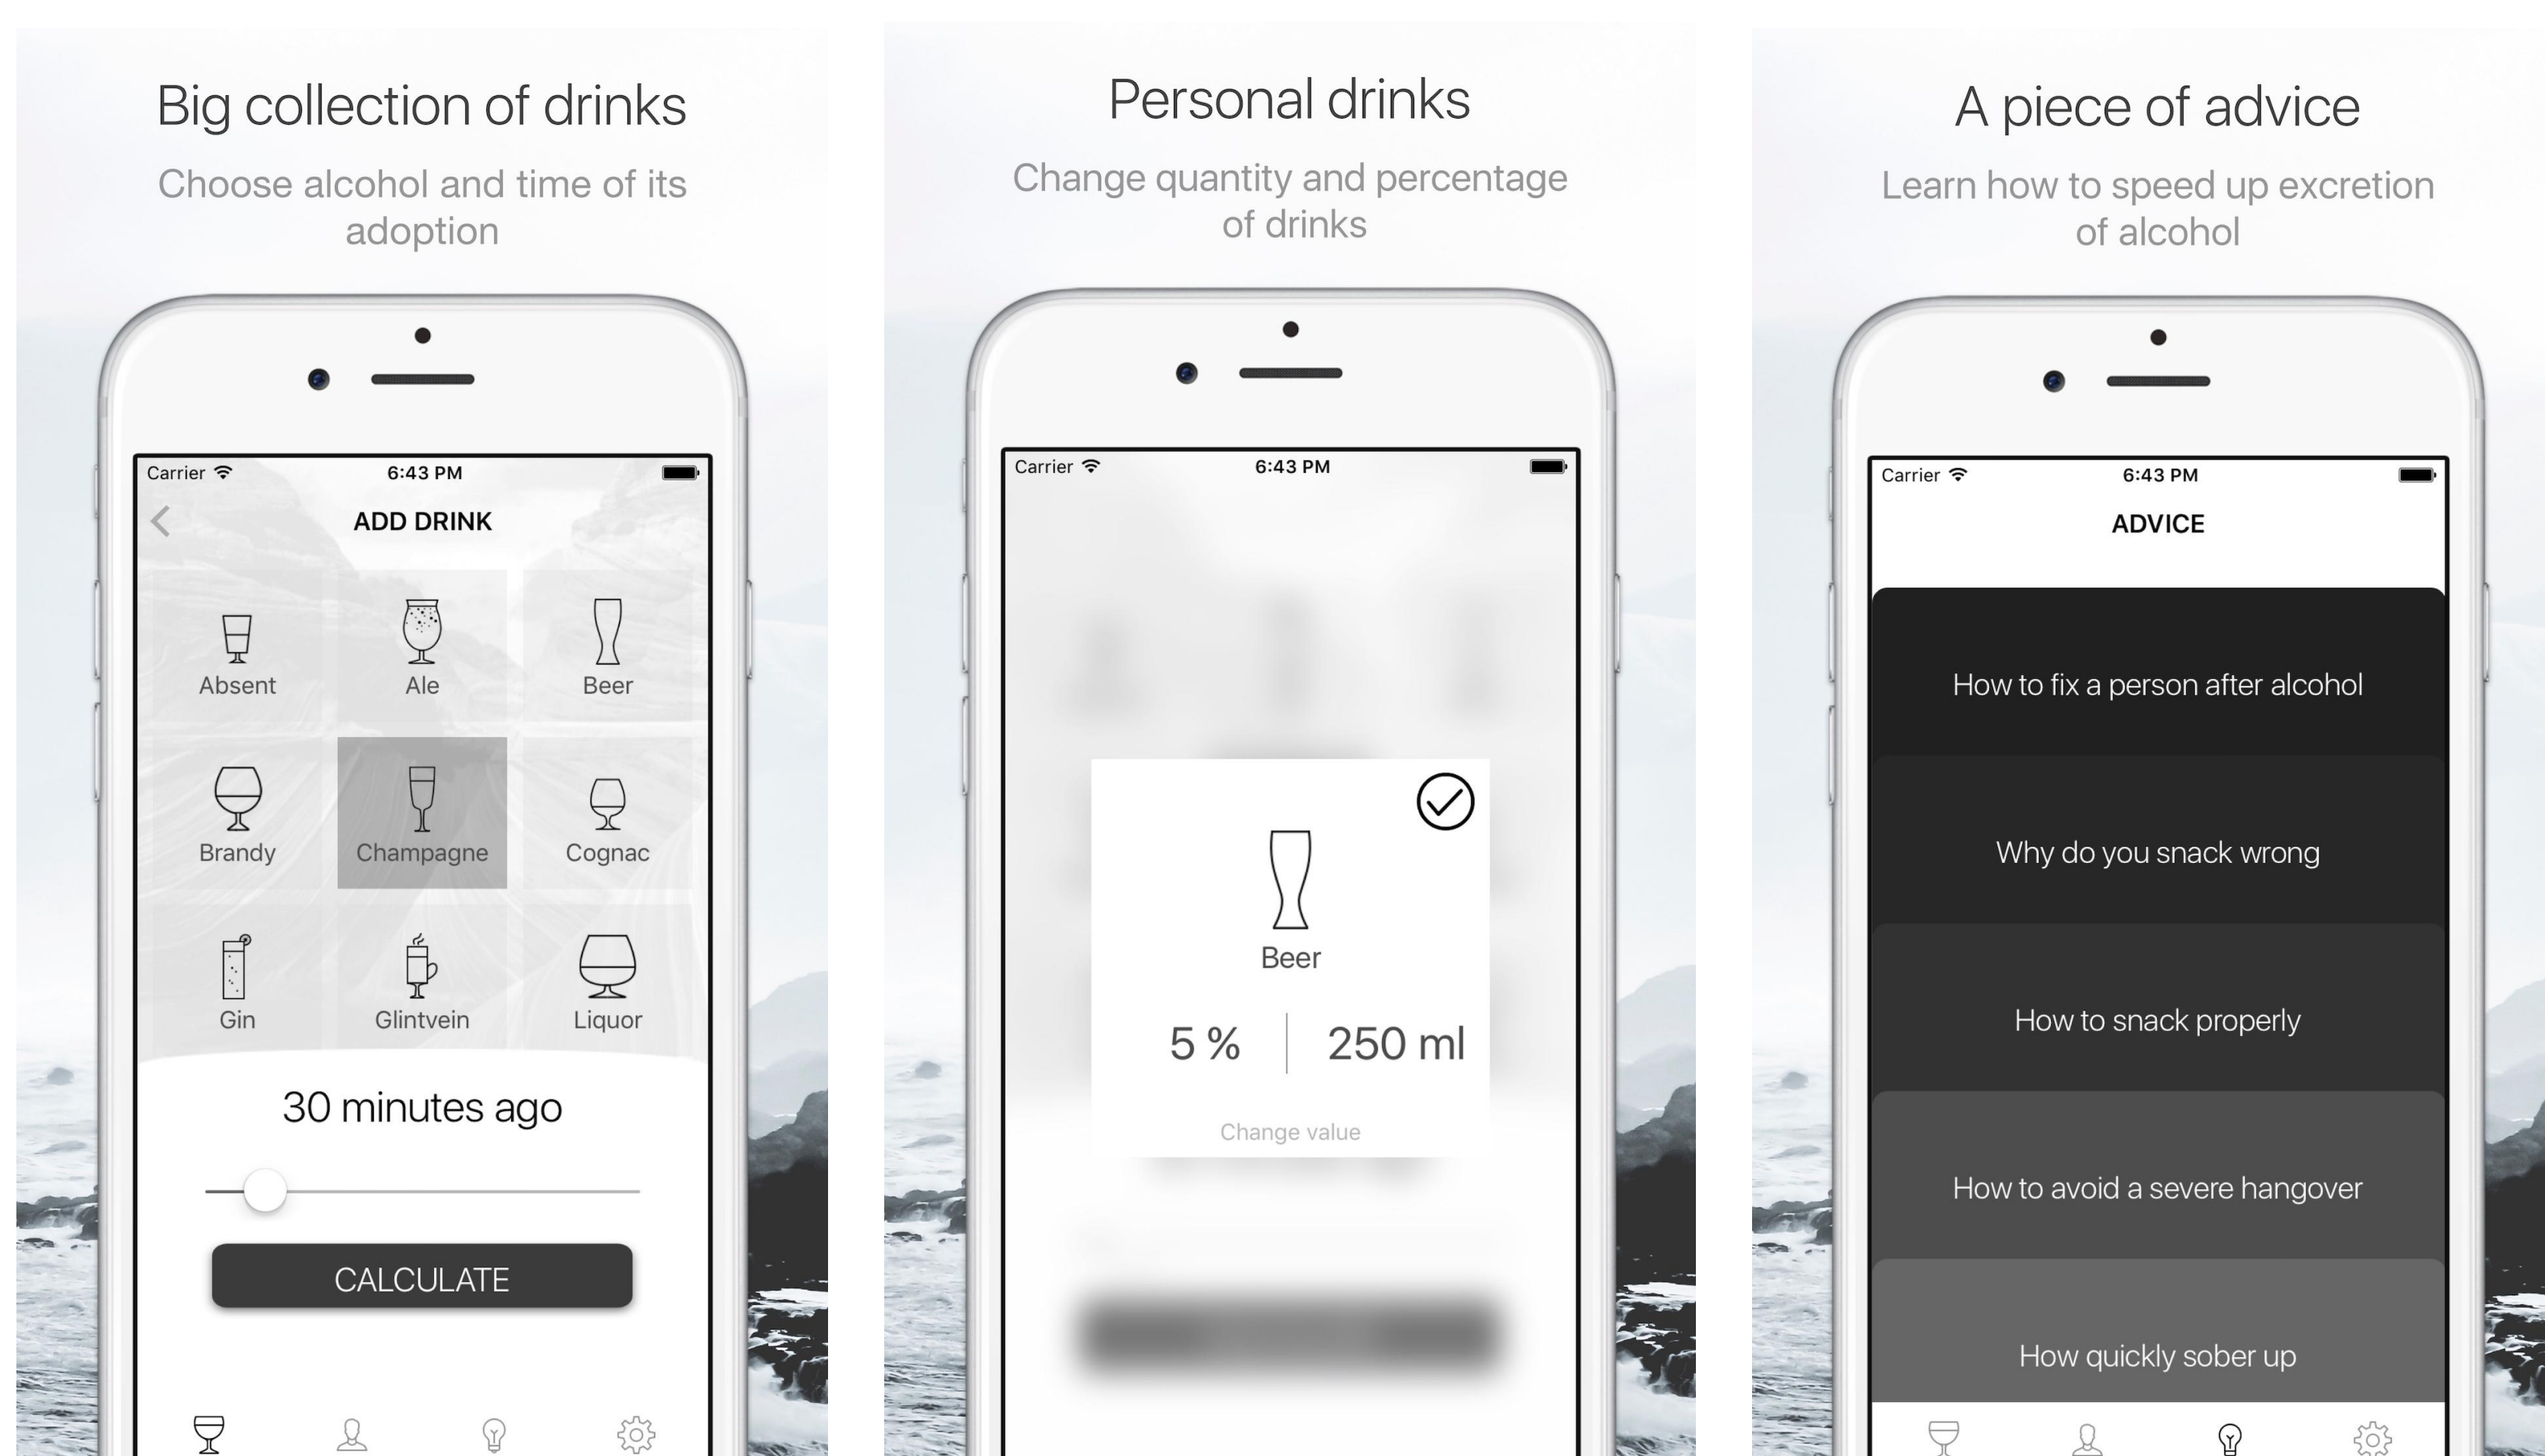 Big collection of drinks
Choose alcohol and time of its
adoption
Carrier
6:43 PM
ADD DRINK
Absent
Ale
Beer
Brandy
Champagne
Cognac
Gin
Glintvein
Liquor
30 minutes ago
CALCULATE
Personal drinks
Change quantity and percentage
of drinks
Carrier
6:43 PM
Beer
5 %
250 ml
Change value
A piece of advice
Learn how to speed up excretion
of alcohol
Carrier
6:43 PM
ADVICE
How to fix a person after alcohol
Why do you snack wrong
How to snack properly
How to avoid a severe hangover
How quickly sober up